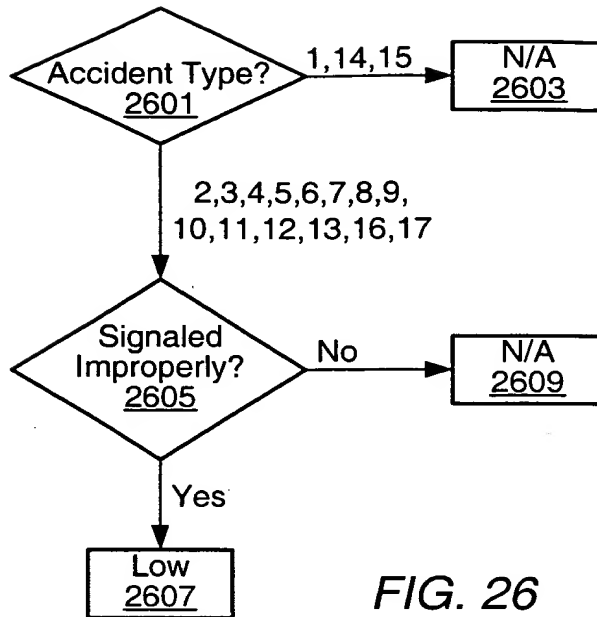 Accident Type?
2601
1,14,15
N/A
2603
2,3,4,5,6,7,8,9,
10,11,12,13,16,17
Signaled
Improperly?
2605
No
N/A
2609
Yes
Low
2607
FIG. 26